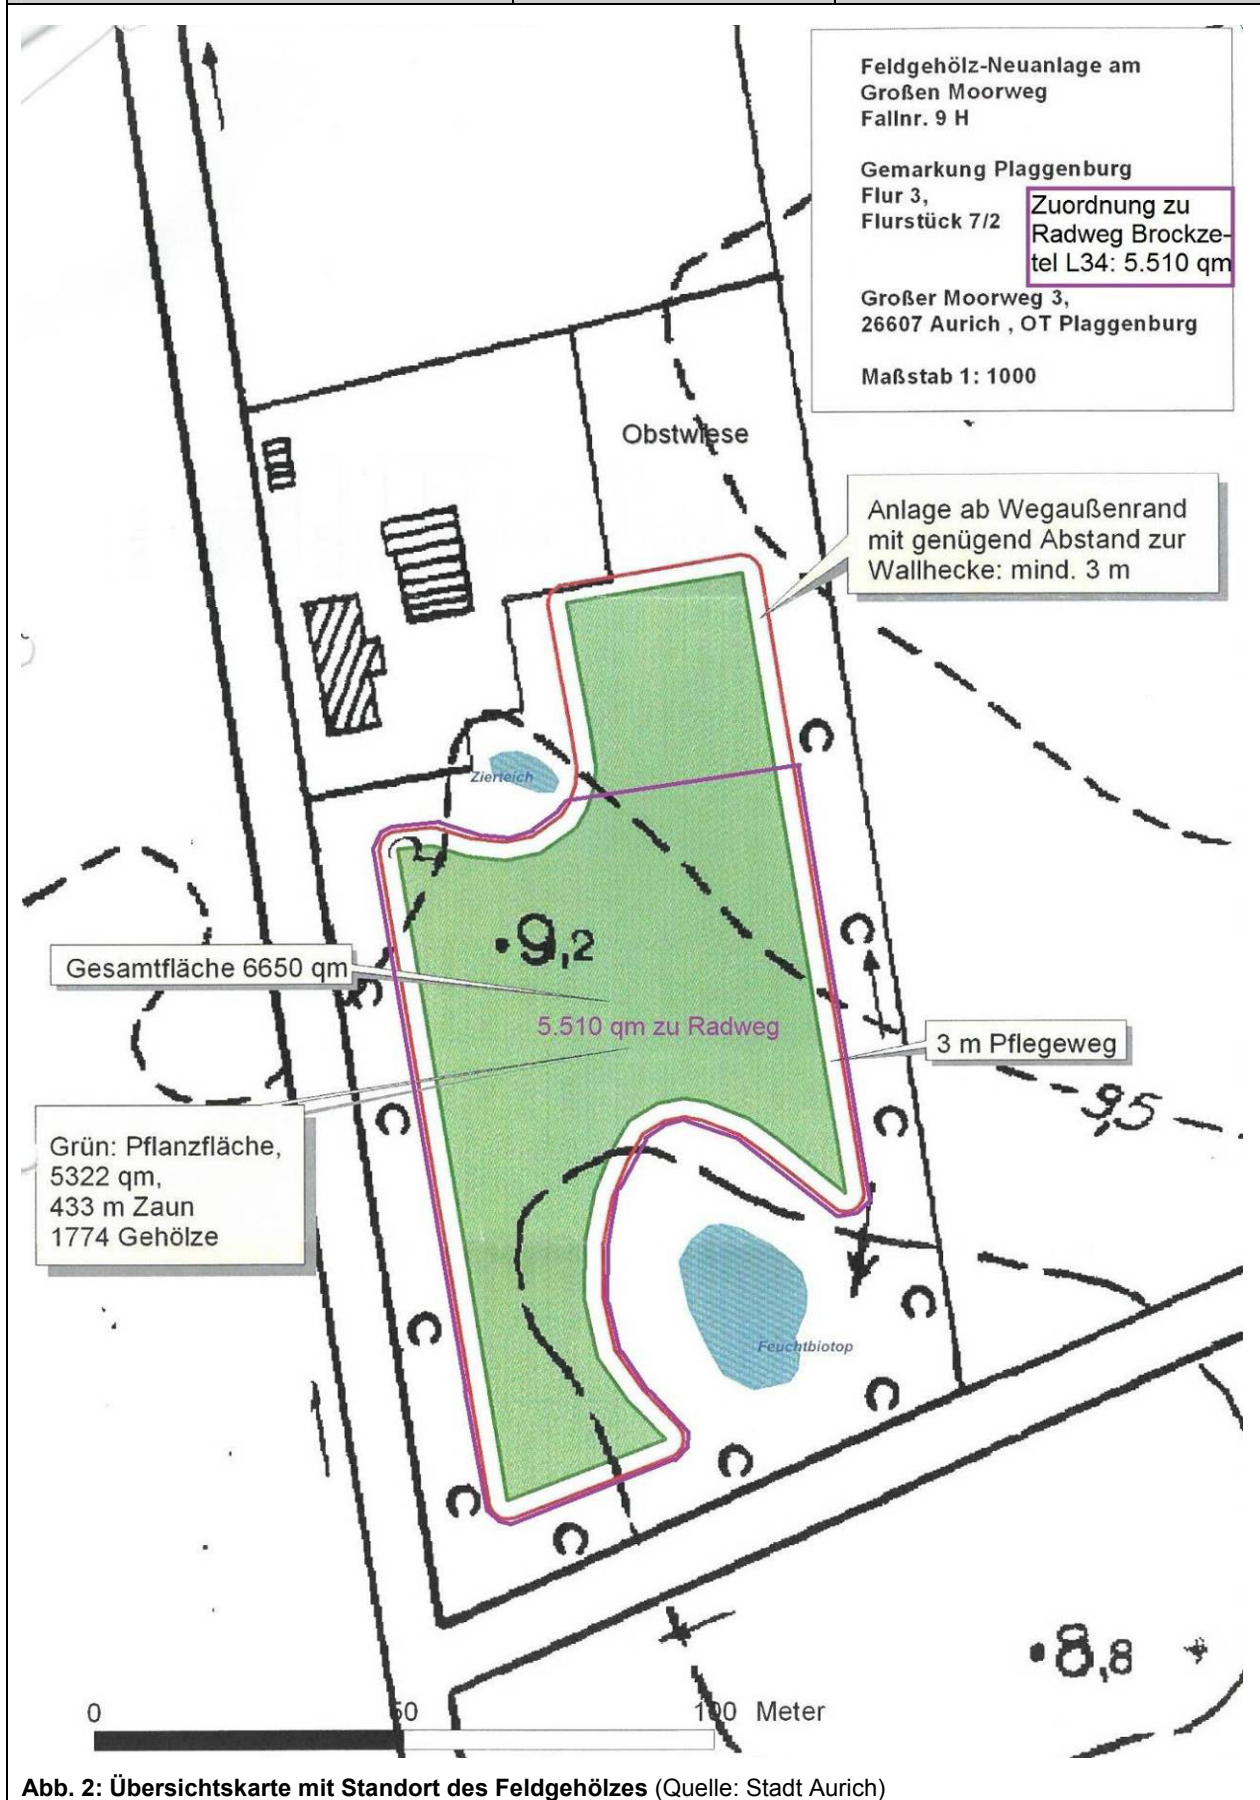 Feldgehölz-Neuanlage am
Großen Moorweg
Fallnr. 9 H
Gemarkung Plaggenburg
Flur 3,
Flurstück 7/2
Zuordnung zu
Radweg Brockze-
tel L34: 5.510 qm
Großer Moorweg 3,
26607 Aurich , OT Plaggenburg
Maßstab 1: 1000
Obstwiese
Anlage ab Wegaußenrand
mit genügend Abstand zur
Wallhecke: mind. 3 m
Zierteich
9,2
Gesamtfläche 6650 qm
5.510 qm zu Radweg
3 m Pflegeweg
9,5
Grün: Pflanzfläche,
5322 qm,
433 m Zaun
1774 Gehölze
Feuchtbiotop
8,8
0 50 100 Meter
Abb. 2: Übersichtskarte mit Standort des Feldgehölzes (Quelle: Stadt Aurich)